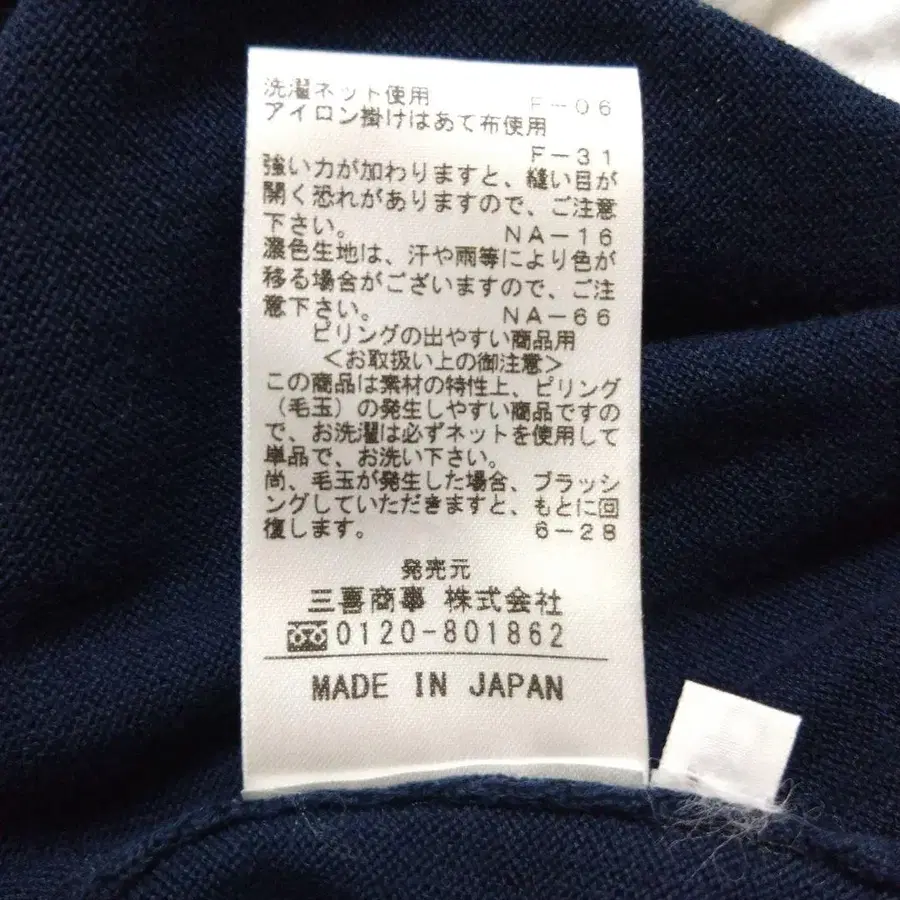 洗濯ネット使用 F－06
アイロン掛けはあて布使用
F－31
強い力が加わりますと、縫い目が
開く恐れがありますので、ご注意
下さい。 NA－16
濃色生地は、汗や雨等により色が
移る場合がございますので、ご注
意下さい。 NA－66
ピリングの出やすい商品用
＜お取扱い上の御注意＞
この商品は素材の特性上、ピリング
（毛玉）の発生しやすい商品ですの
で、お洗濯は必ずネットを使用して
単品で、お洗い下さい。
尚、毛玉が発生した場合、ブラッシ
ングしていただきますと、もとに回
復します。 6－28
発売元
三喜商事 株式会社
0120-801862
MADE IN JAPAN